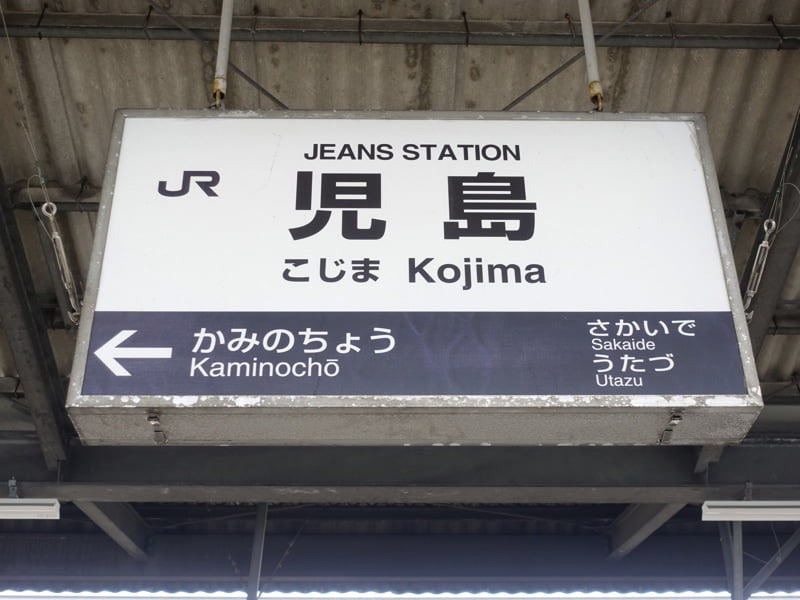 JEANS STATION
JR
児島
こじま Kojima
かみのちょう
Kaminochō
さかいで
Sakaide
うたづ
Utazu